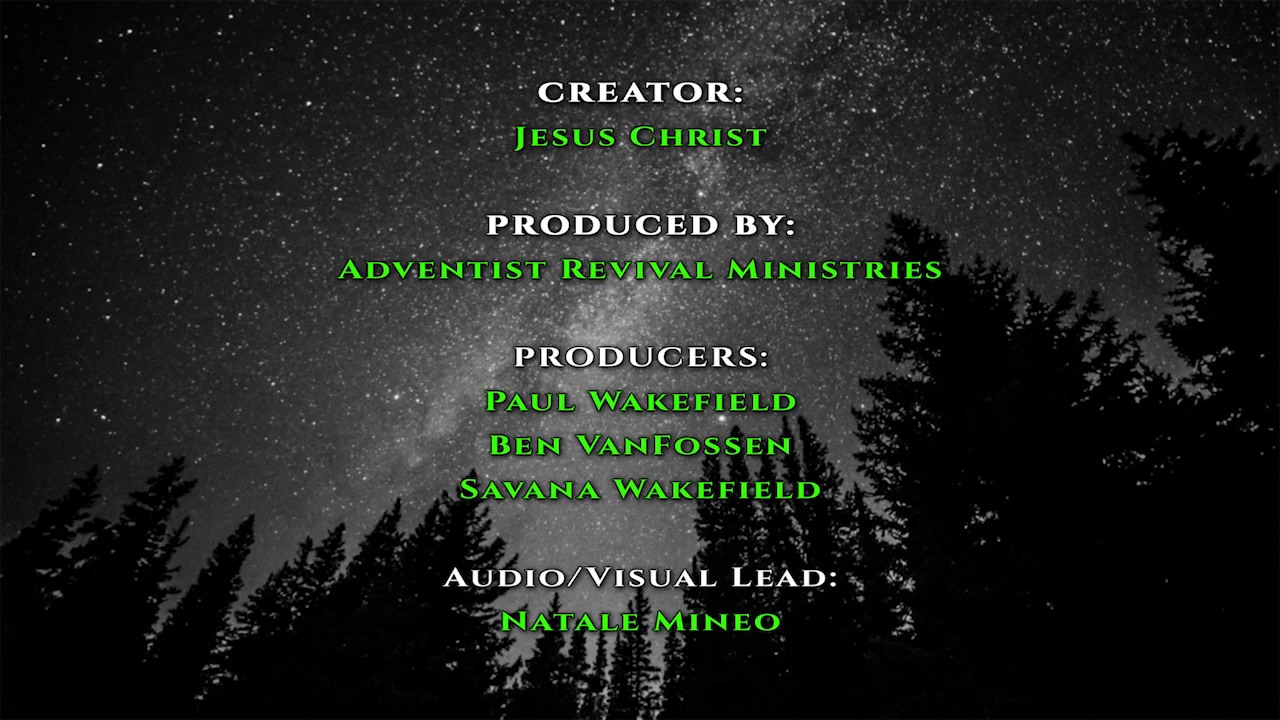 CREATOR:
Jesus Christ
PRODUCED BY:
Adventist Revival Ministries
PRODUCERS:
Paul Wakefield
Ben VanFossen
Savana Wakefield
Audio/Visual Lead:
Natale Mineo